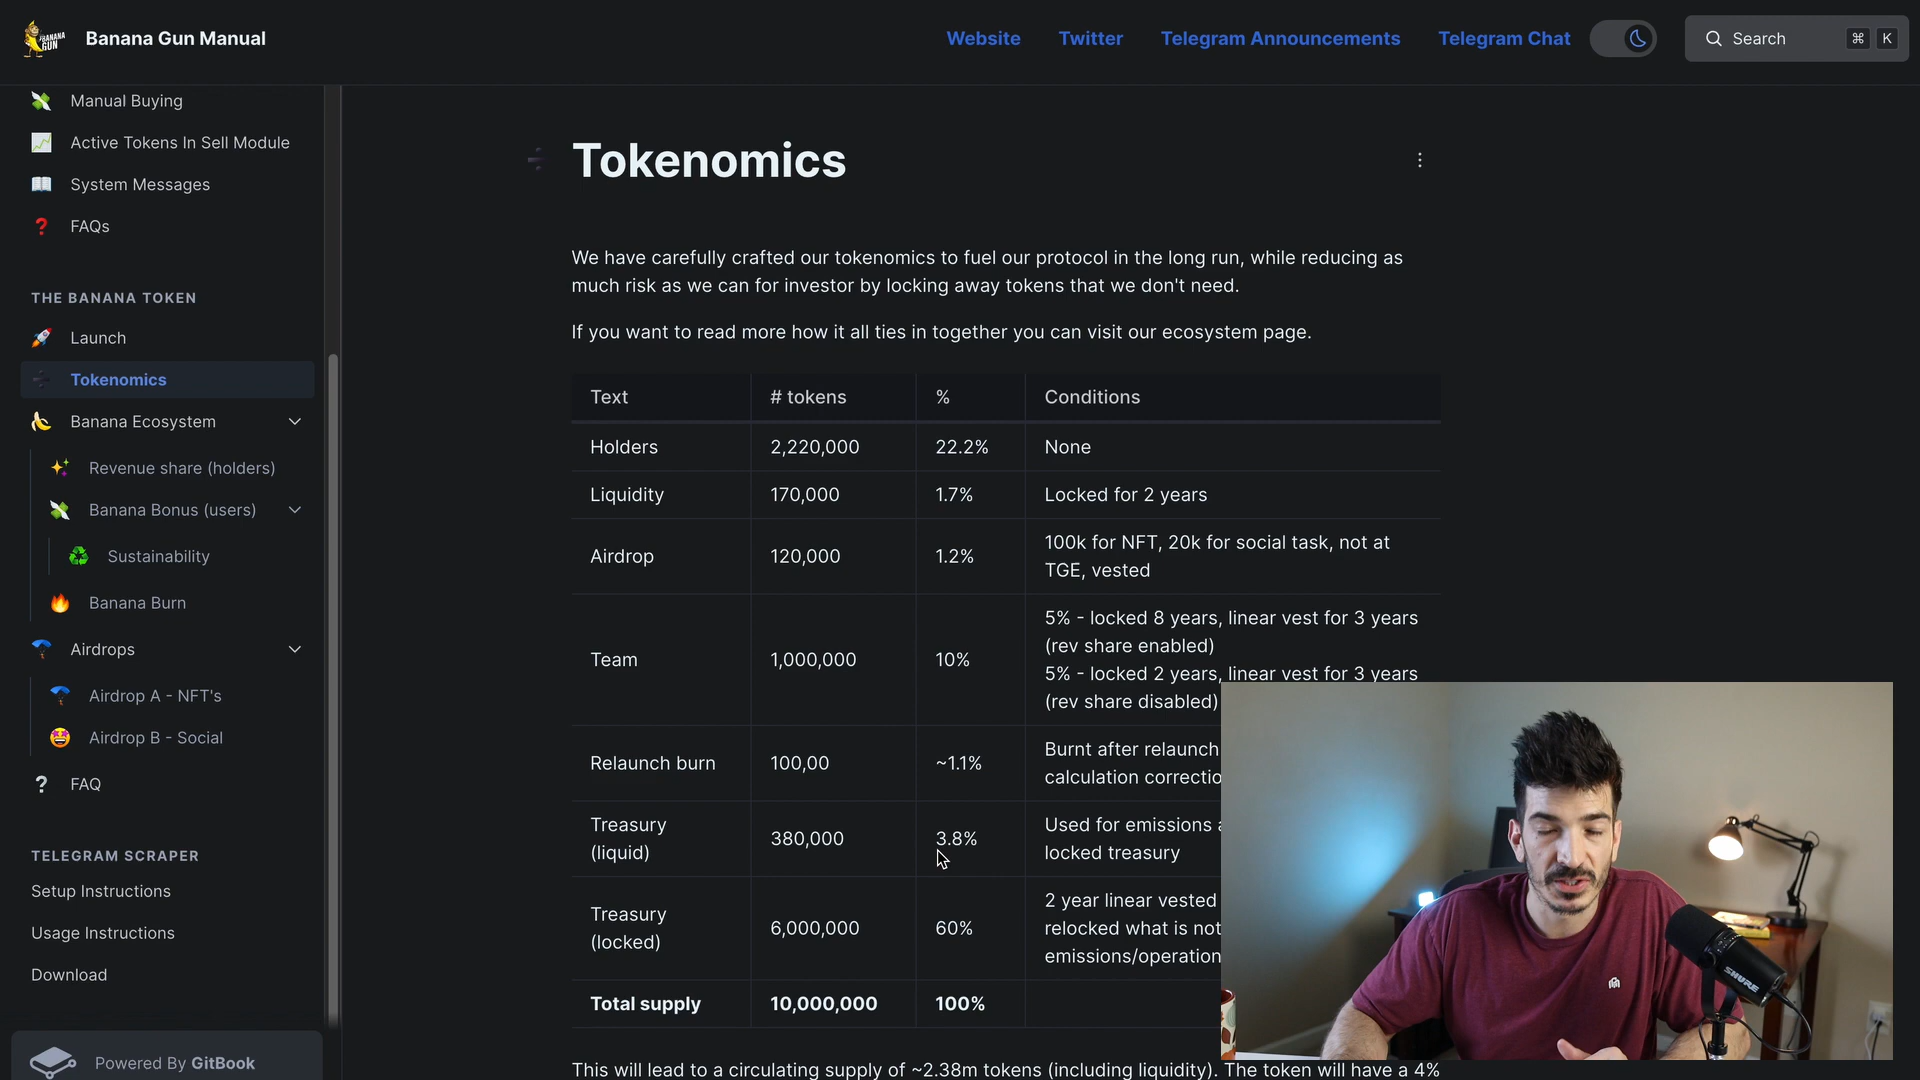 BANANA GUN
Banana Gun Manual
Website
Twitter
Telegram Announcements
Telegram Chat
Search
⌘ K
Manual Buying
Active Tokens In Sell Module
System Messages
FAQs
THE BANANA TOKEN
Launch
Tokenomics
Banana Ecosystem
Revenue share (holders)
Banana Bonus (users)
Sustainability
Banana Burn
Airdrops
Airdrop A - NFT's
Airdrop B - Social
FAQ
TELEGRAM SCRAPER
Setup Instructions
Usage Instructions
Download
Powered By GitBook
Tokenomics
We have carefully crafted our tokenomics to fuel our protocol in the long run, while reducing as
much risk as we can for investor by locking away tokens that we don't need.
If you want to read more how it all ties in together you can visit our ecosystem page.
Text # tokens % Conditions
Holders 2,220,000 22.2% None
Liquidity 170,000 1.7% Locked for 2 years
Airdrop 120,000 1.2% 100k for NFT, 20k for social task, not at
TGE, vested
Team 1,000,000 10% 5% - locked 8 years, linear vest for 3 years
(rev share enabled)
5% - locked 2 years, linear vest for 3 years
(rev share disabled)
Relaunch burn 100,00 ~1.1% Burnt after relaunch
calculation correctio
Treasury
(liquid) 380,000 3.8% Used for emissions a
locked treasury
Treasury
(locked) 6,000,000 60% 2 year linear vested
relocked what is not
emissions/operation
Total supply 10,000,000 100%
This will lead to a circulating supply of ~2.38m tokens (including liquidity). The token will have a 4%
SHURE